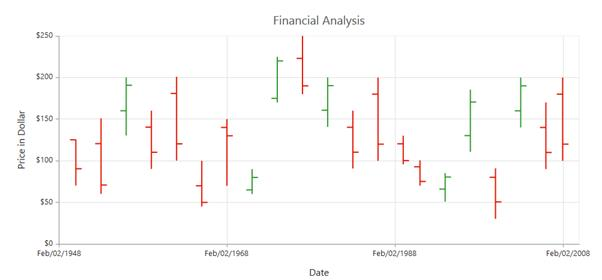 Financial Analysis
$250
$200
$150
$100
$50
$0
Price in Dollar
Feb/02/1948
Feb/02/1968
Feb/02/1988
Feb/02/2008
Date